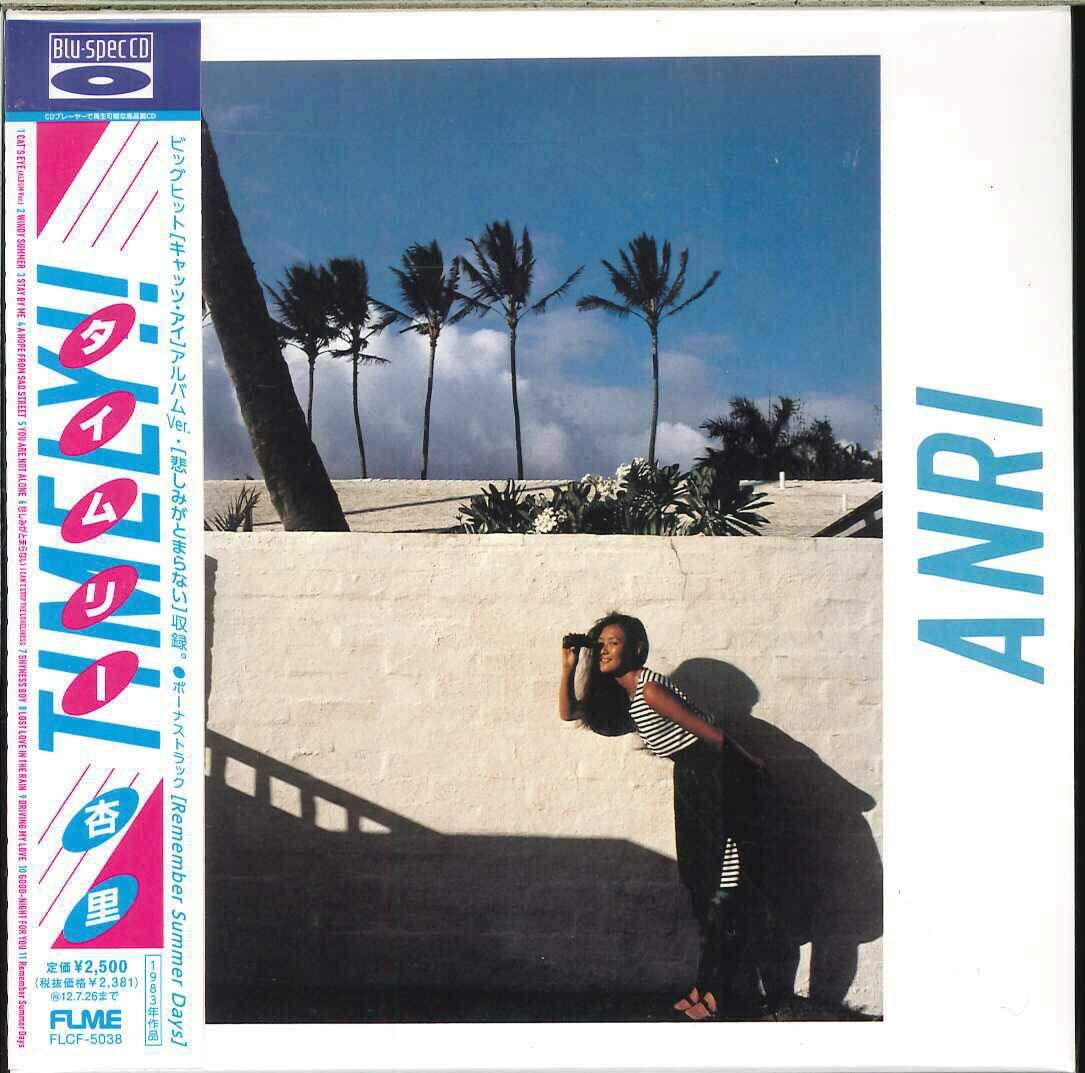 Blu-spec CD
CDプレーヤーで再生可能な高品質CD
ビッグヒット[キャッツ・アイ]アルバムVer.・[悲しみがとまらない]収録。●ボーナストラック[Remember Summer Days]
TIMELY!!
タイムリー
杏里
1 CAT'S EYE (ALBUM Ver.) 2 WINDY SUMMER 3 STAY BY ME 4 A HOPE FROM SAD STREET 5 YOU ARE NOT ALONE 6 悲しみがとまらない I CAN'T STOP THE LONELINESS 7 SHYNESS BOY 8 LOST LOVE IN THE RAIN 9 DRIVING MY LOVE 10 GOOD-NIGHT FOR YOU 11 Remember Summer Days
定価¥2,500
(税抜価格¥2,381)
12.7.26まで
1983年作品
FLME
FLCF-5038
ANRI